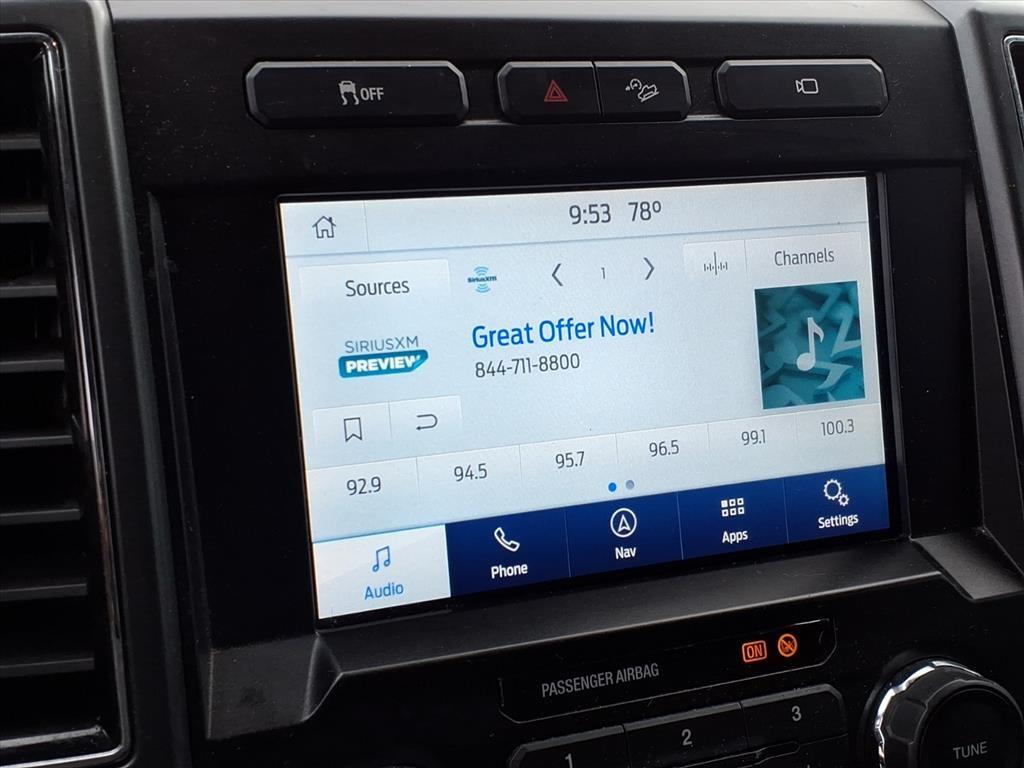 OFF
9:53 78°
Sources
SiriusXM
1
Channels
SIRIUSXM
PREVIEW
Great Offer Now!
844-711-8800
92.9 94.5 95.7 96.5 99.1 100.3
Audio Phone Nav Apps Settings
PASSENGER AIRBAG ON
1 2 3
TUNE